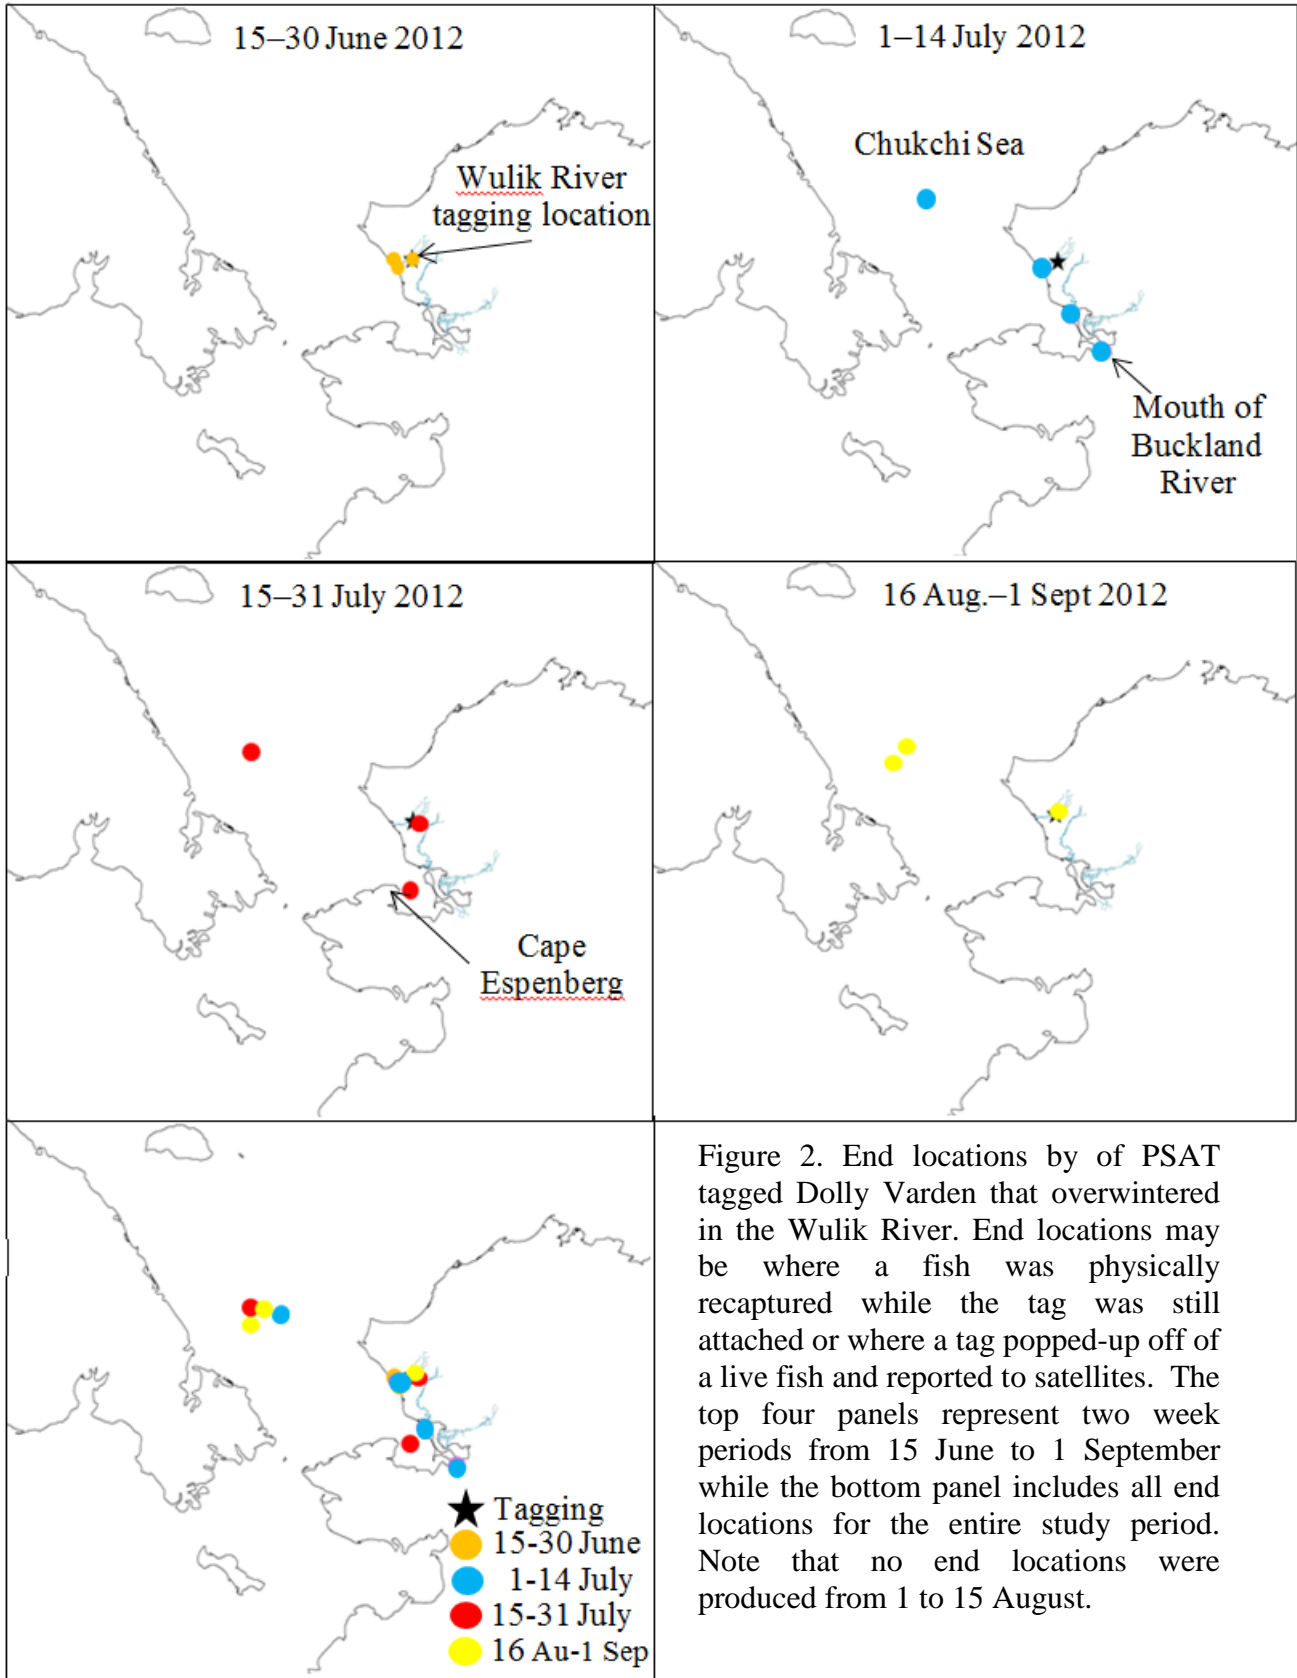 15–30 June 2012
Wulik River
tagging location
1–14 July 2012
Chukchi Sea
Mouth of
Buckland
River
15–31 July 2012
Cape
Espenberg
16 Aug.–1 Sept 2012
Tagging
15-30 June
1-14 July
15-31 July
16 Au-1 Sep
Figure 2. End locations by of PSAT
tagged Dolly Varden that overwintered
in the Wulik River. End locations may
be where a fish was physically
recaptured while the tag was still
attached or where a tag popped-up off of
a live fish and reported to satellites. The
top four panels represent two week
periods from 15 June to 1 September
while the bottom panel includes all end
locations for the entire study period.
Note that no end locations were
produced from 1 to 15 August.